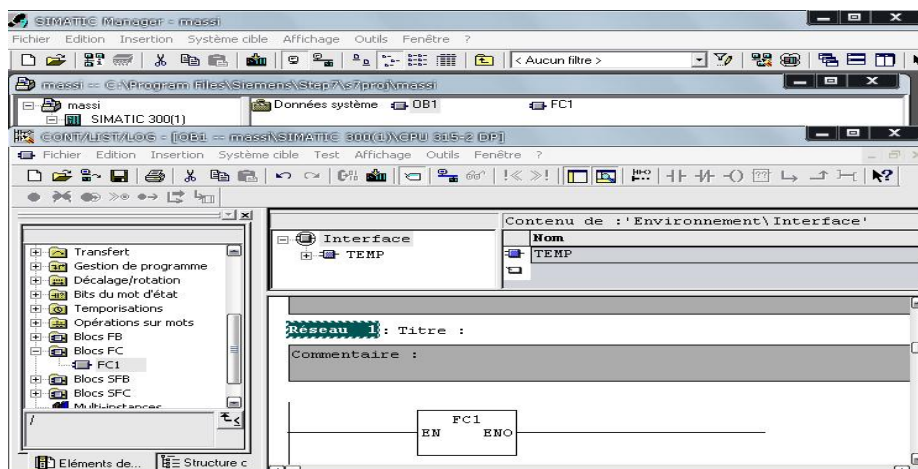 SIMATIC Manager - massi
Fichier Edition Insertion Système cible Affichage Outils Fenêtre ?
< Aucun filtre >
massi -- C:\Program Files\Siemens\Step7\s7proj\massi
massi
SIMATIC 300(1)
Données système OB1 FC1
CONT/LIST/LOG - [OB1 -- massi\SIMATIC 300(1)\CPU 315-2 DP]
Fichier Edition Insertion Système cible Test Affichage Outils Fenêtre ?
Transfert
Gestion de programme
Décalage/rotation
Bits du mot d'état
Temporisations
Opérations sur mots
Blocs FB
Blocs FC
FC1
Blocs SFB
Blocs SFC
Multi-instances
/
Eléments de... Structure c
Interface
TEMP
Contenu de :'Environnement\Interface'
Nom
TEMP
Réseau 1: Titre :
Commentaire :
FC1
EN ENO